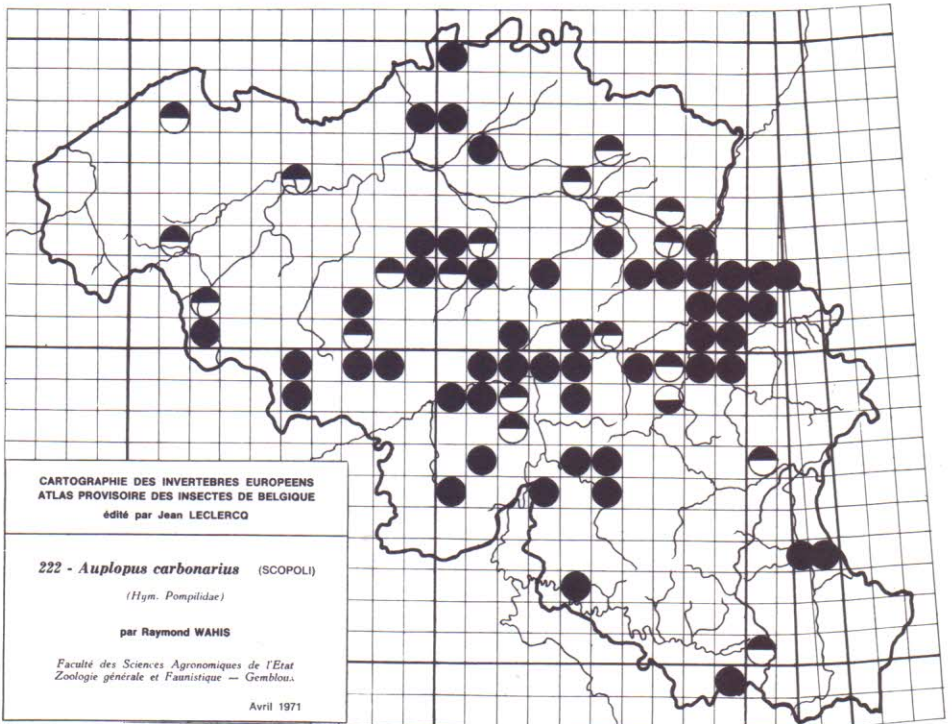 CARTOGRAPHIE DES INVERTEBRES EUROPEENS
ATLAS PROVISOIRE DES INSECTES DE BELGIQUE
édité par Jean LECLERCQ
222 - Auplopus carbonarius (SCOPOLI)
(Hym. Pompilidae)
par Raymond WAHIS
Faculté des Sciences Agronomiques de l'Etat
Zoologie générale et Faunistique — Gembloux
Avril 1971